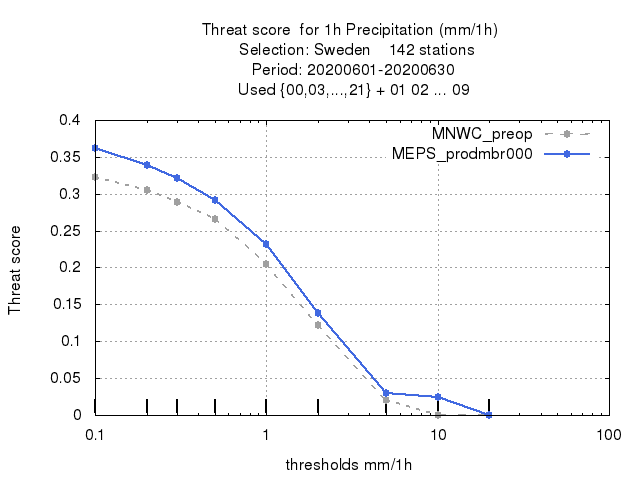 Threat score  for 1h Precipitation (mm/1h)
Selection: Sweden    142 stations
Period: 20200601-20200630
Used {00,03,...,21} + 01 02 ... 09
MNWC_preop
MEPS_prodmbr000
0.4
0.35
0.3
0.25
0.2
0.15
0.1
0.05
0
Threat score
0.1 1 10 100
thresholds mm/1h